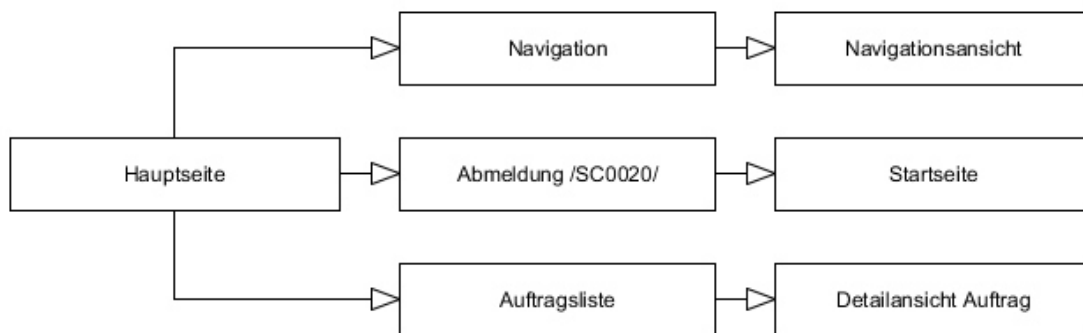 Navigation
Navigationsansicht
Hauptseite
Abmeldung /SC0020/
Startseite
Auftragsliste
Detailansicht Auftrag